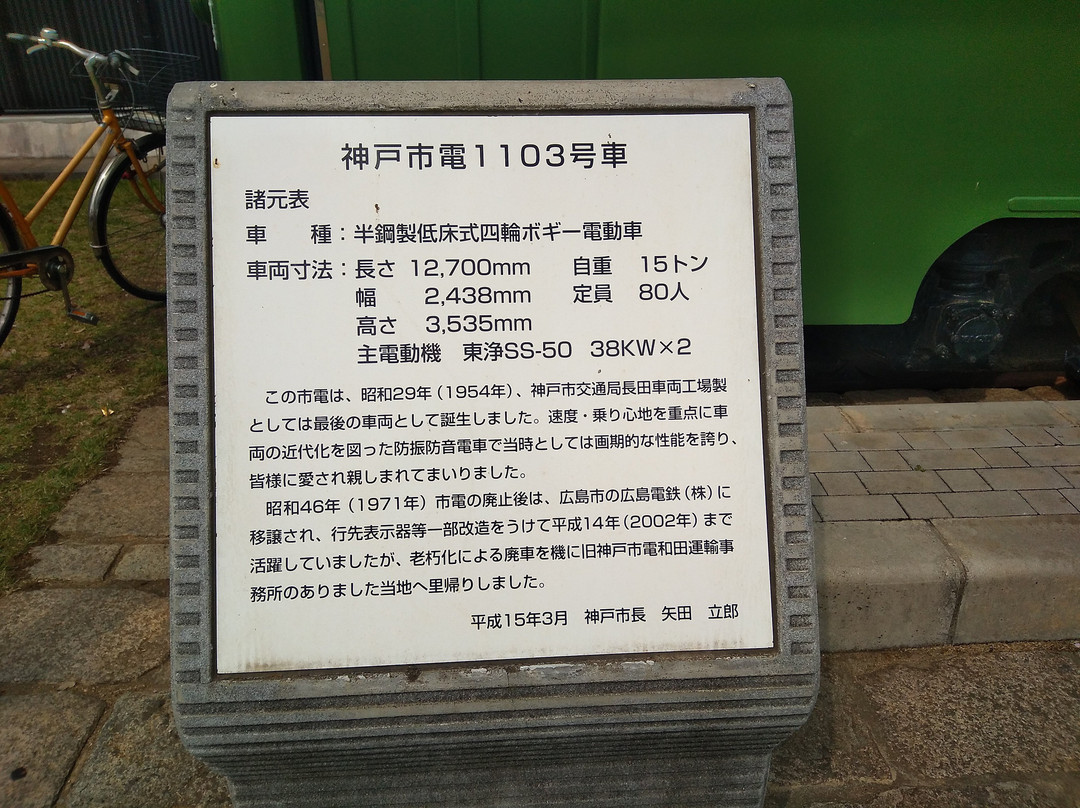 神戸市電1103号車
諸元表
車　種：半鋼製低床式四輪ボギー電動車
車両寸法：長さ 12,700mm　自重　15トン
幅　2,438mm　定員　80人
高さ　3,535mm
主電動機　東浄SS-50　38KW×2
この市電は、昭和29年（1954年）、神戸市交通局長田車両工場製
としては最後の車両として誕生しました。速度・乗り心地を重点に車
両の近代化を図った防振防音電車で当時としては画期的な性能を誇り、
皆様に愛され親しまれてまいりました。
昭和46年（1971年）市電の廃止後は、広島市の広島電鉄（株）に
移譲され、行先表示器等一部改造をうけて平成14年（2002年）まで
活躍していましたが、老朽化による廃車を機に旧神戸市電和田運輸事
務所のありました当地へ里帰りしました。
平成15年3月　神戸市長　矢田　立郎